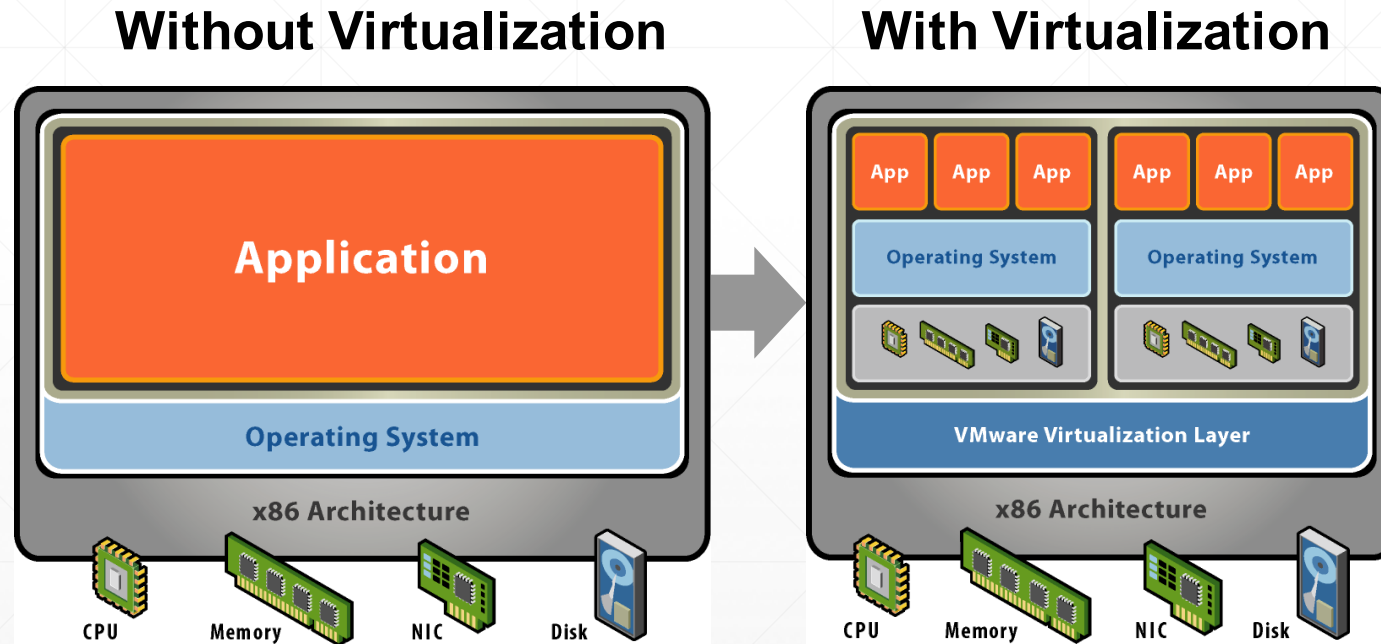 Without Virtualization
Application
Operating System
x86 Architecture
CPU
Memory
NIC
Disk
With Virtualization
App App App App App App
Operating System Operating System
VMware Virtualization Layer
x86 Architecture
CPU
Memory
NIC
Disk